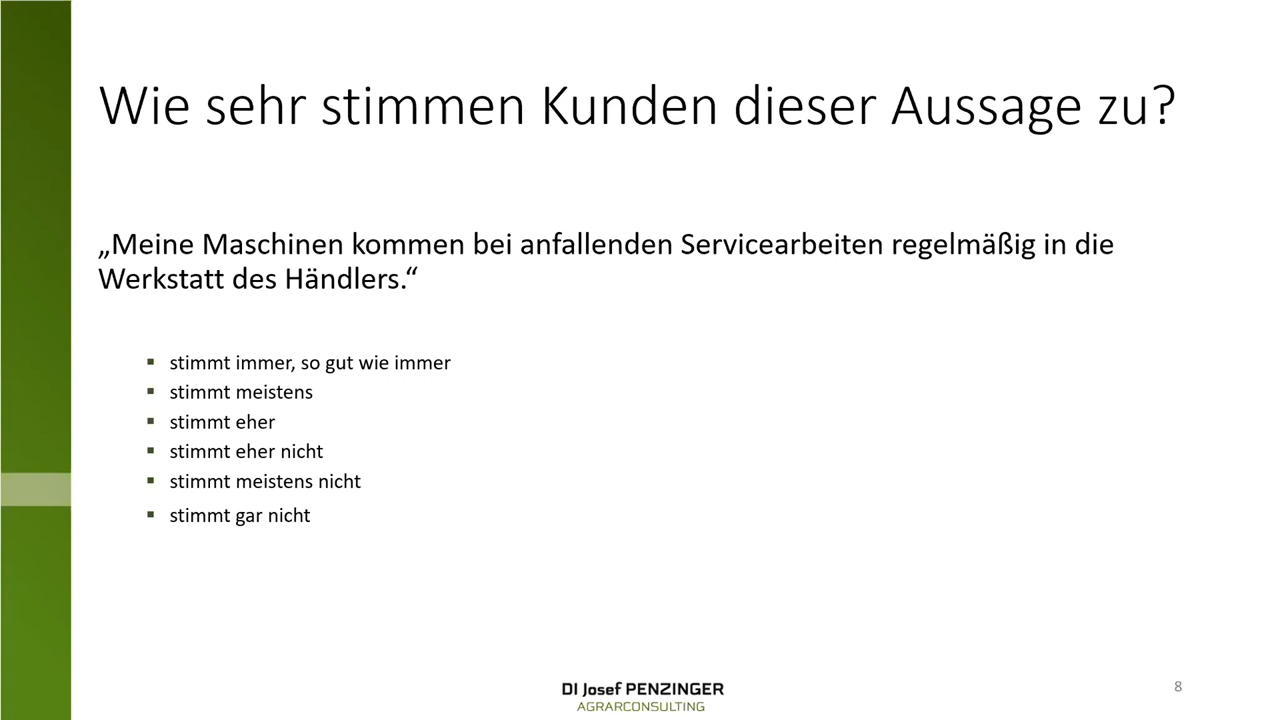 Wie sehr stimmen Kunden dieser Aussage zu?
„Meine Maschinen kommen bei anfallenden Servicearbeiten regelmäßig in die
Werkstatt des Händlers.“
▪ stimmt immer, so gut wie immer
▪ stimmt meistens
▪ stimmt eher
▪ stimmt eher nicht
▪ stimmt meistens nicht
▪ stimmt gar nicht
DI Josef PENZINGER
AGRARCONSULTING
8